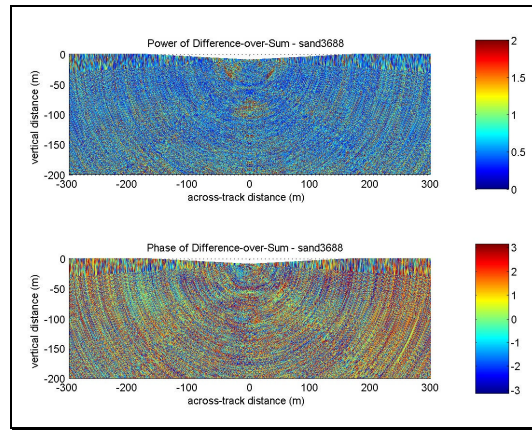 Power of Difference-over-Sum - sand3688
0
-50
-100
-150
-200
vertical distance (m)
-300 -200 -100 0 100 200 300
across-track distance (m)
2
1.5
1
0.5
0
Phase of Difference-over-Sum - sand3688
0
-50
-100
-150
-200
vertical distance (m)
-300 -200 -100 0 100 200 300
across-track distance (m)
3
2
1
0
-1
-2
-3